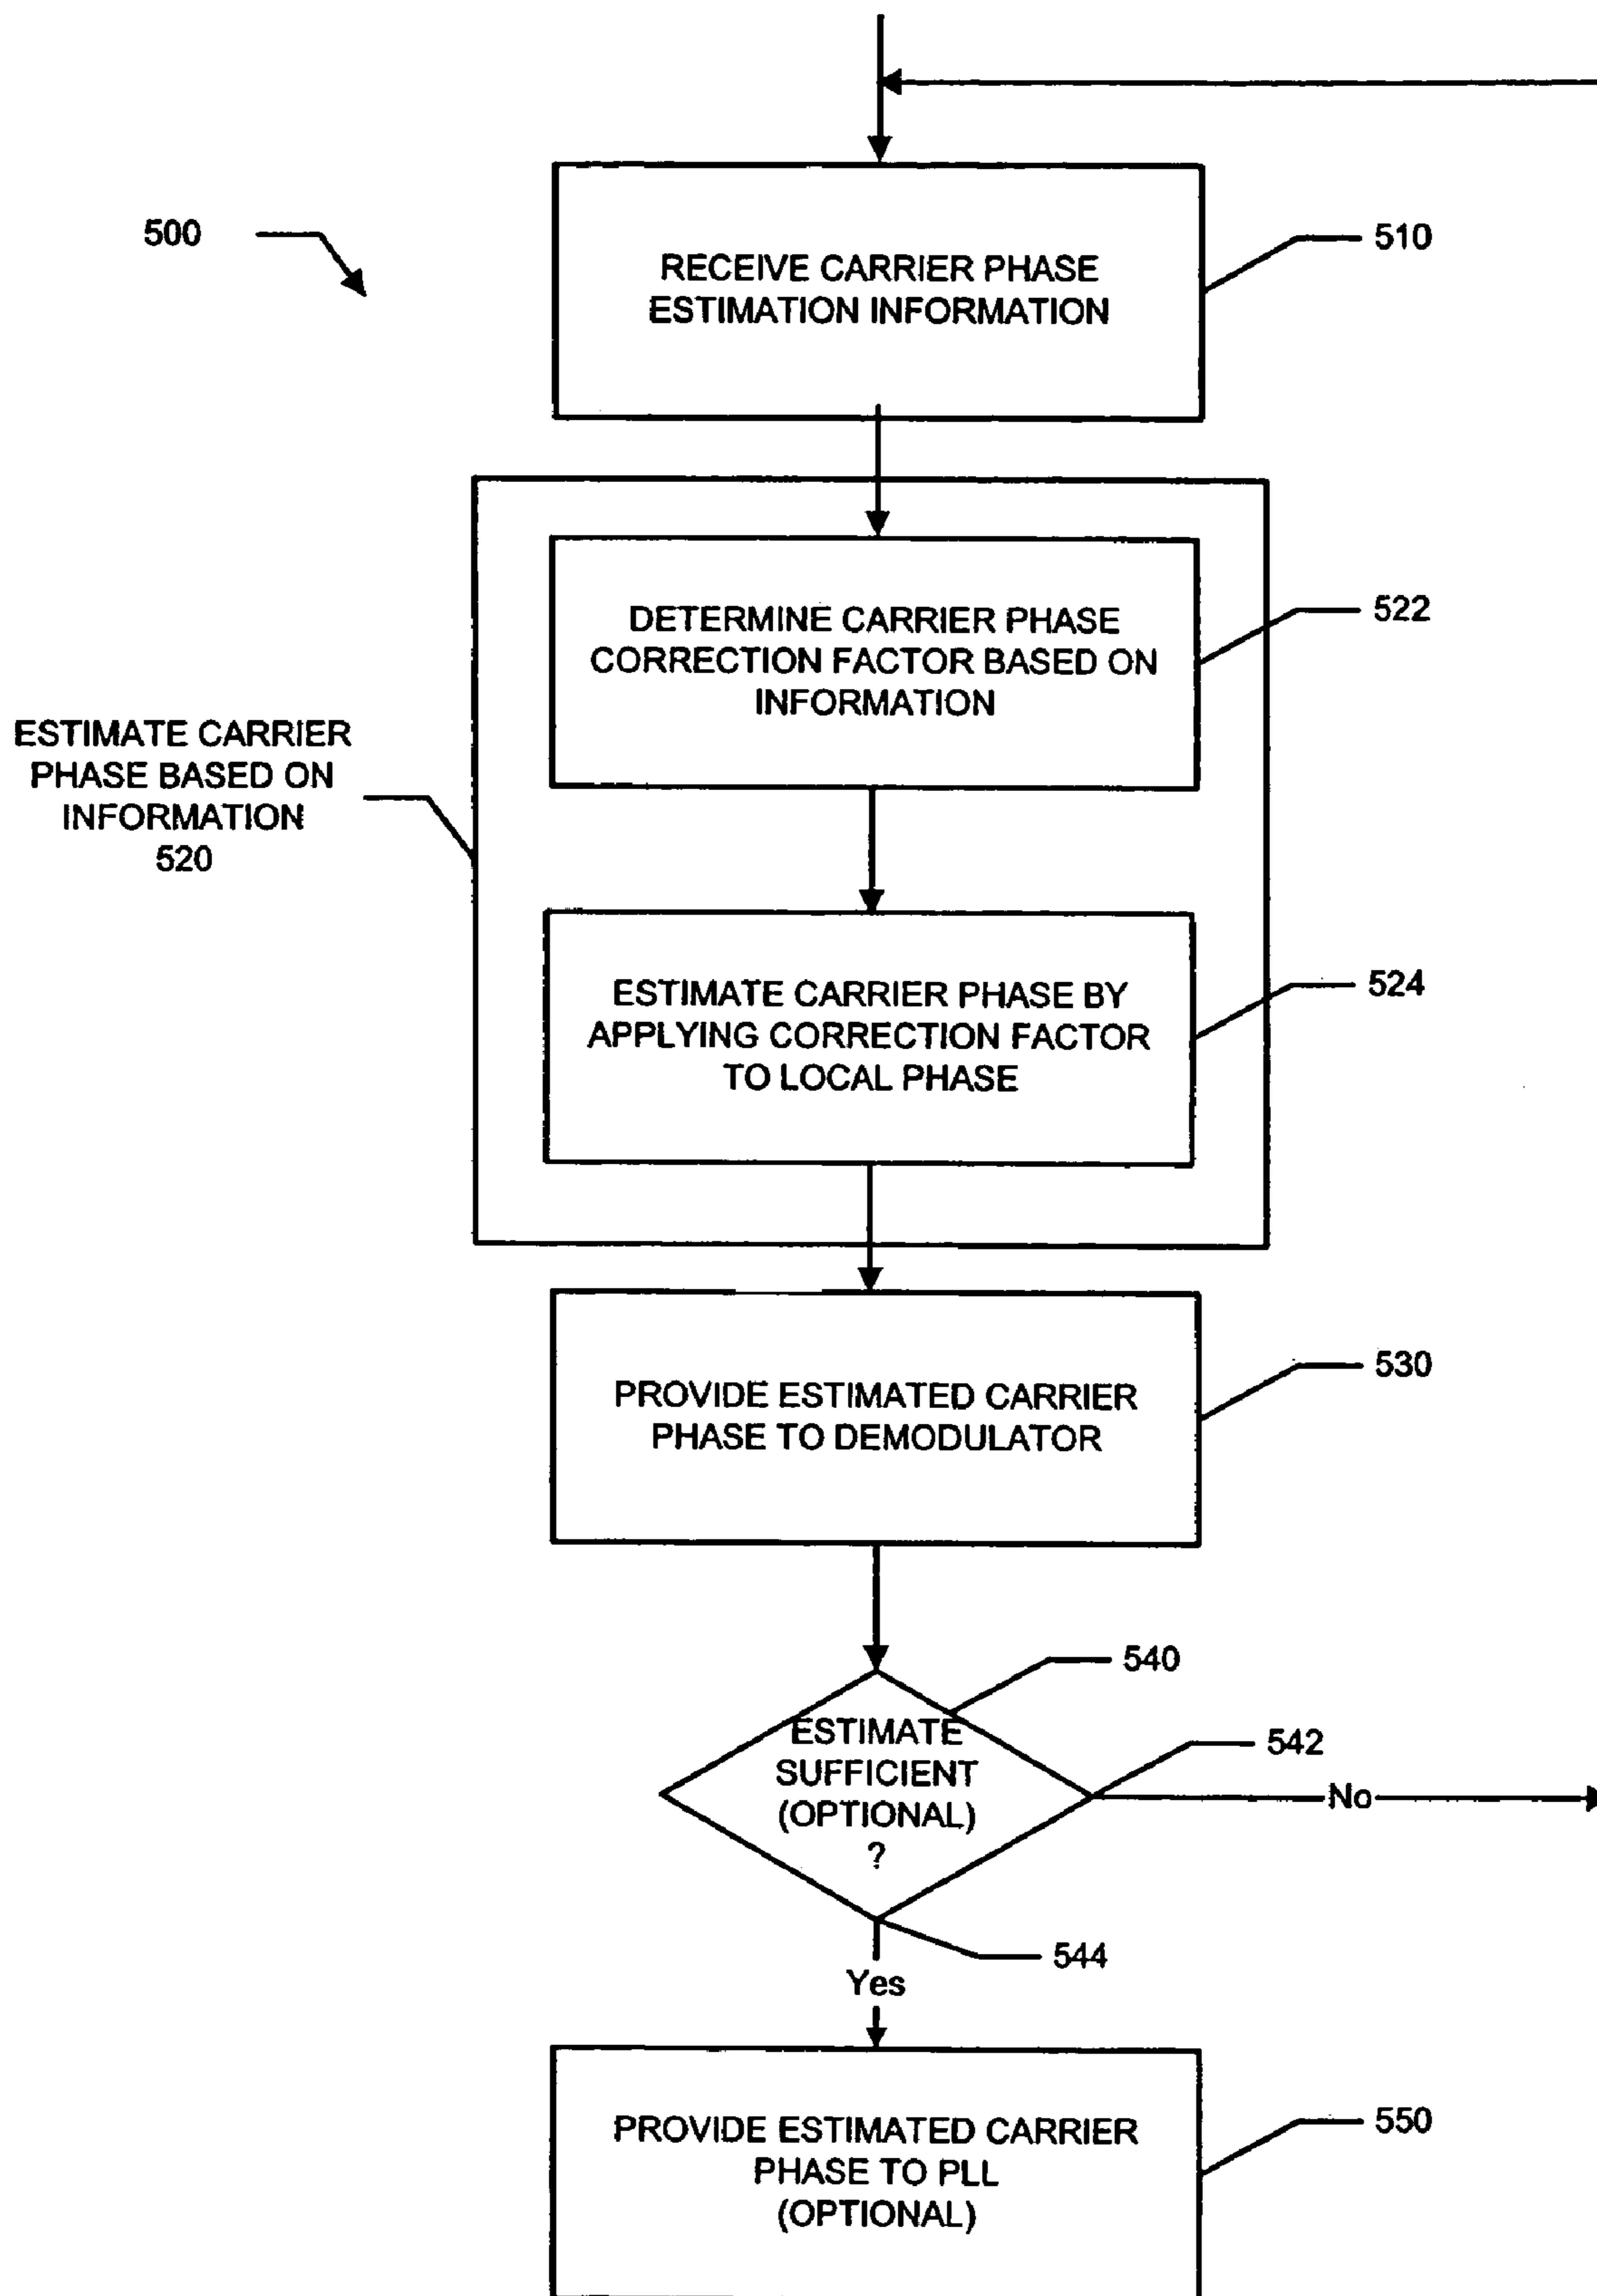 500
RECEIVE CARRIER PHASE
ESTIMATION INFORMATION
510
DETERMINE CARRIER PHASE
CORRECTION FACTOR BASED ON
INFORMATION
522
ESTIMATE CARRIER
PHASE BASED ON
INFORMATION
520
ESTIMATE CARRIER PHASE BY
APPLYING CORRECTION FACTOR
TO LOCAL PHASE
524
PROVIDE ESTIMATED CARRIER
PHASE TO DEMODULATOR
530
540
ESTIMATE
SUFFICIENT
(OPTIONAL)
?
542
No
544
Yes
PROVIDE ESTIMATED CARRIER
PHASE TO PLL
(OPTIONAL)
550